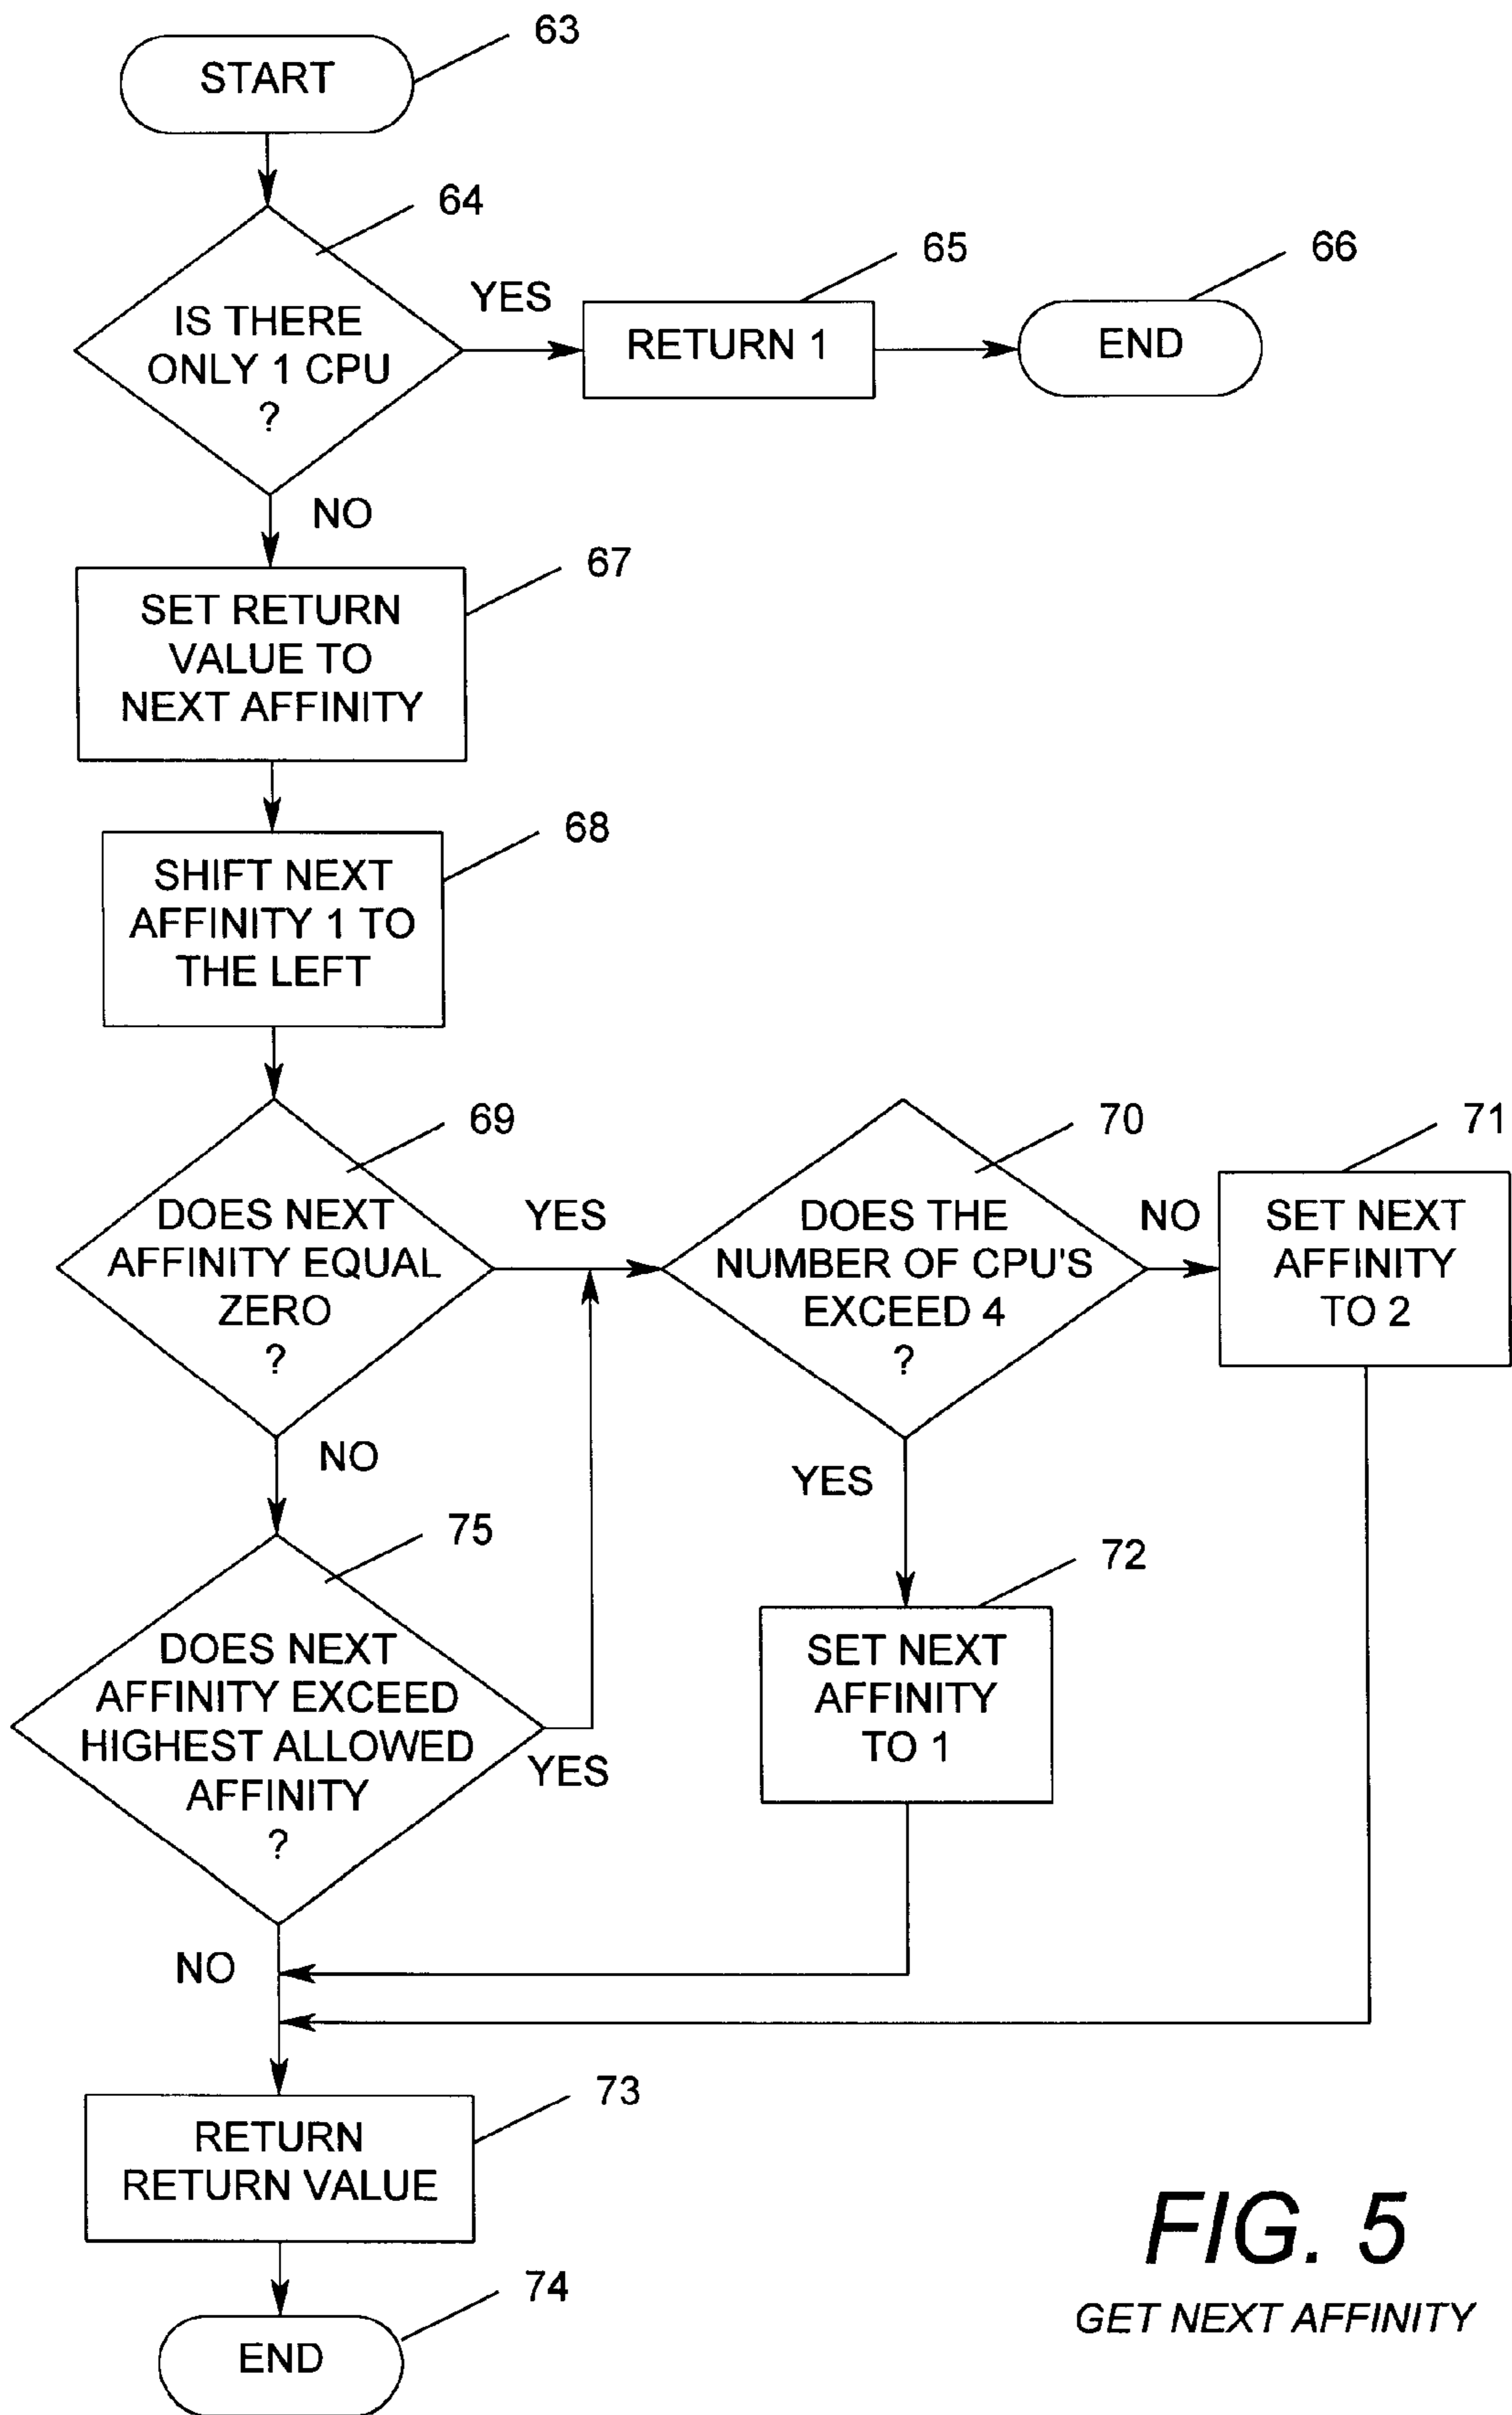 63
START
64
IS THERE
ONLY 1 CPU
?
YES
65
RETURN 1
66
END
NO
67
SET RETURN
VALUE TO
NEXT AFFINITY
68
SHIFT NEXT
AFFINITY 1 TO
THE LEFT
69
DOES NEXT
AFFINITY EQUAL
ZERO
?
YES
70
DOES THE
NUMBER OF CPU'S
EXCEED 4
?
NO
71
SET NEXT
AFFINITY
TO 2
NO
YES
75
DOES NEXT
AFFINITY EXCEED
HIGHEST ALLOWED
AFFINITY
?
YES
72
SET NEXT
AFFINITY
TO 1
NO
73
RETURN
RETURN VALUE
74
END
FIG. 5
GET NEXT AFFINITY